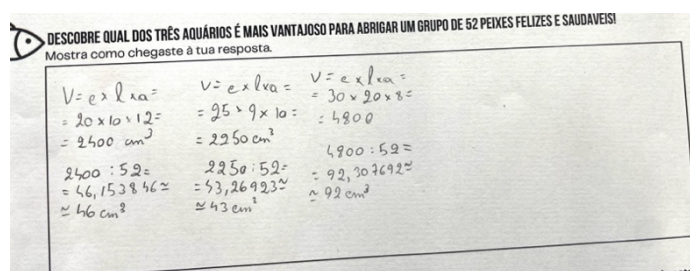 DESCOBRE QUAL DOS TRÊS AQUÁRIOS É MAIS VANTAJOSO PARA ABRIGAR UM GRUPO DE 52 PEIXES FELIZES E SAUDÁVEIS!
Mostra como chegaste à tua resposta.
V= c x l x a =
= 20 x 10 x 12 =
= 2400 cm³
2400 : 52 =
= 46,153846 ≃
≃ 46 cm³
V= c x l x a =
= 25 x 9 x 10 =
= 2250 cm³
2250 : 52 =
= 43,26923 ≃
≃ 43 cm³
V = c x l x a =
= 30 x 20 x 8 =
= 4800
4800 : 52 =
= 92,307692 ≃
≃ 92 cm³